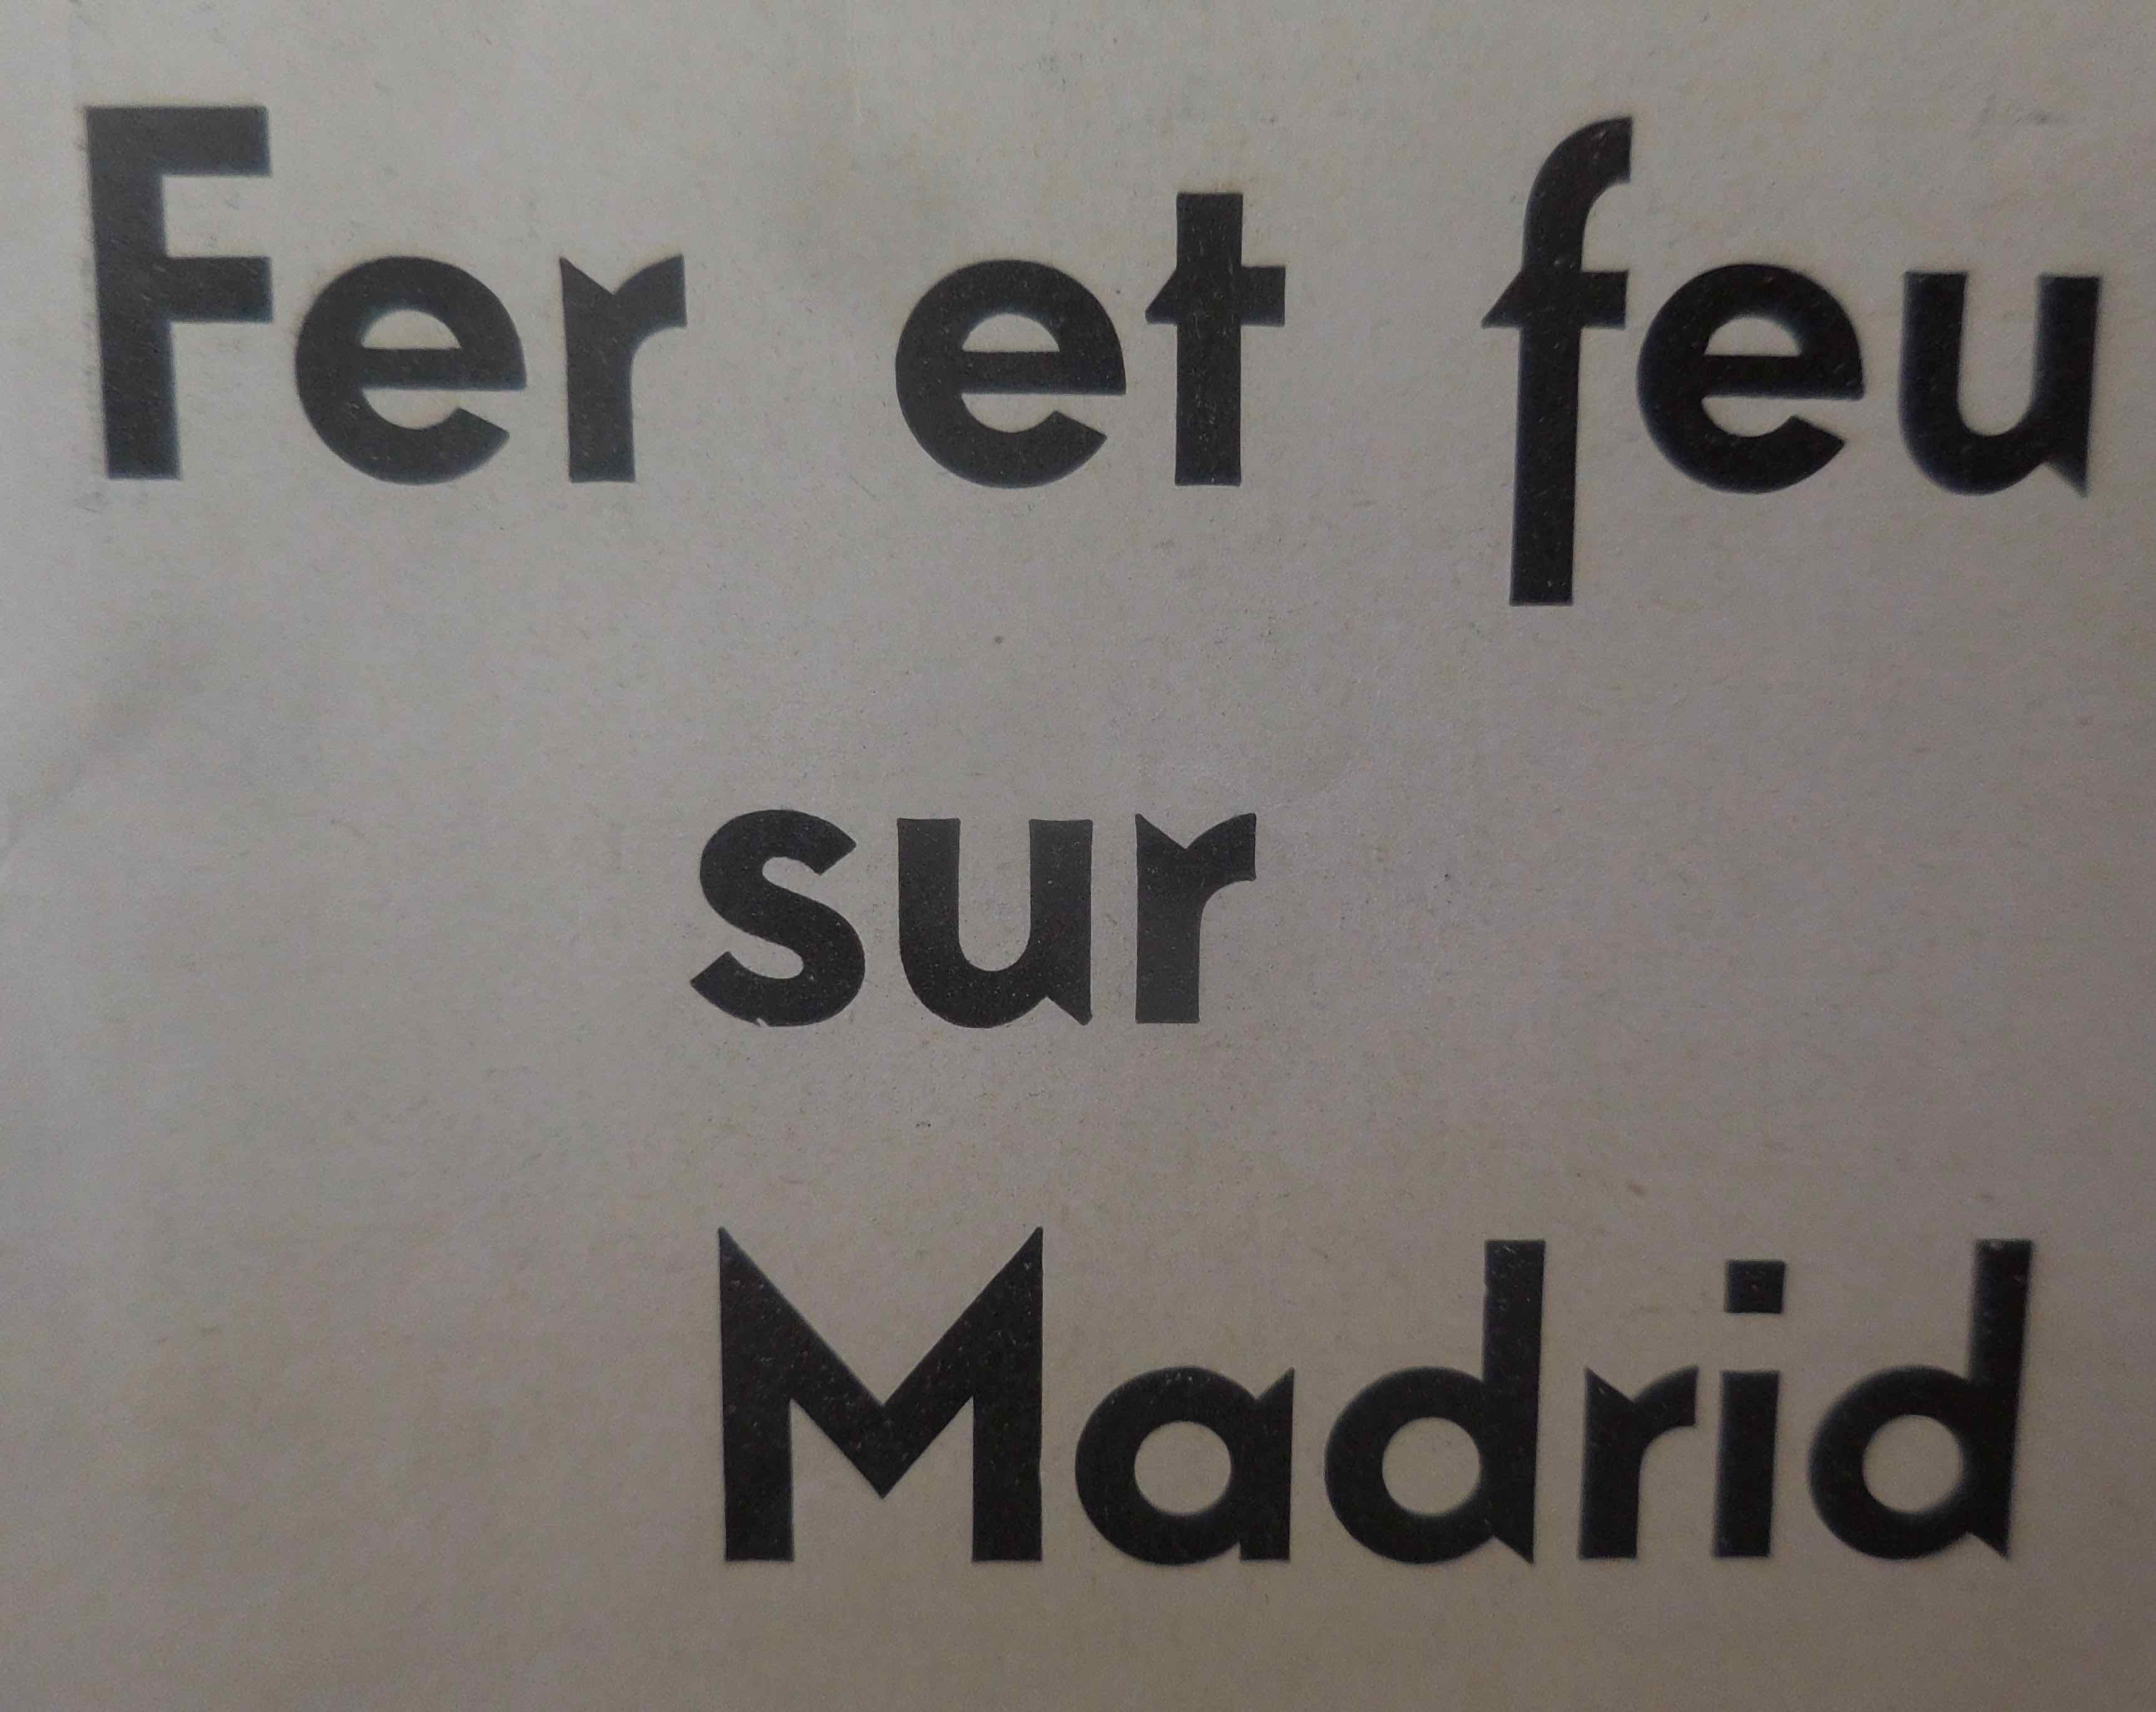 Fer et feu
sur
Madrid